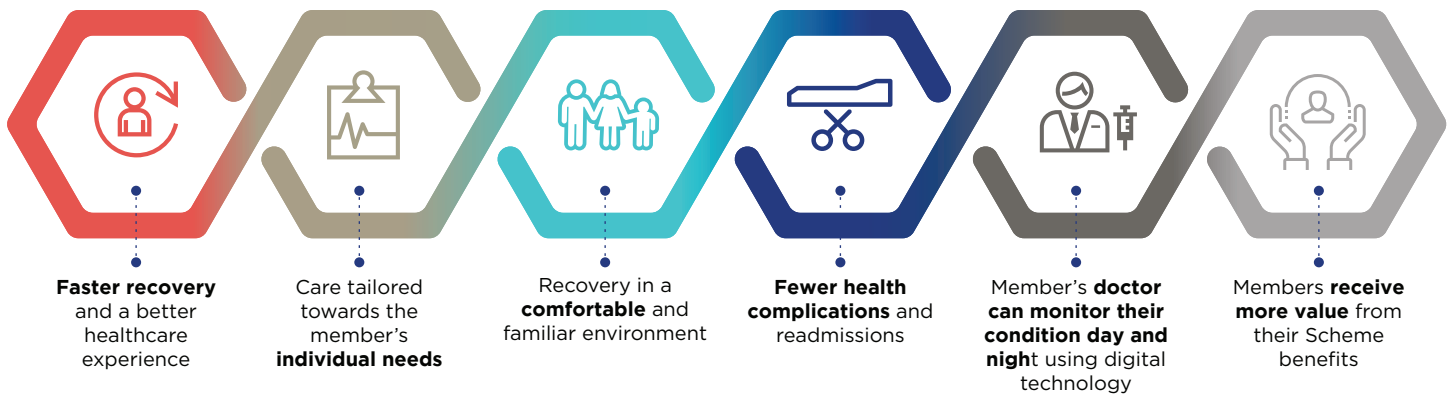 Faster recovery
and a better
healthcare
experience
Care tailored
towards the
member’s
individual needs
Recovery in a
comfortable and
familiar environment
Fewer health
complications and
readmissions
Member’s doctor
can monitor their
condition day and
night using digital
technology
Members receive
more value from
their Scheme
benefits